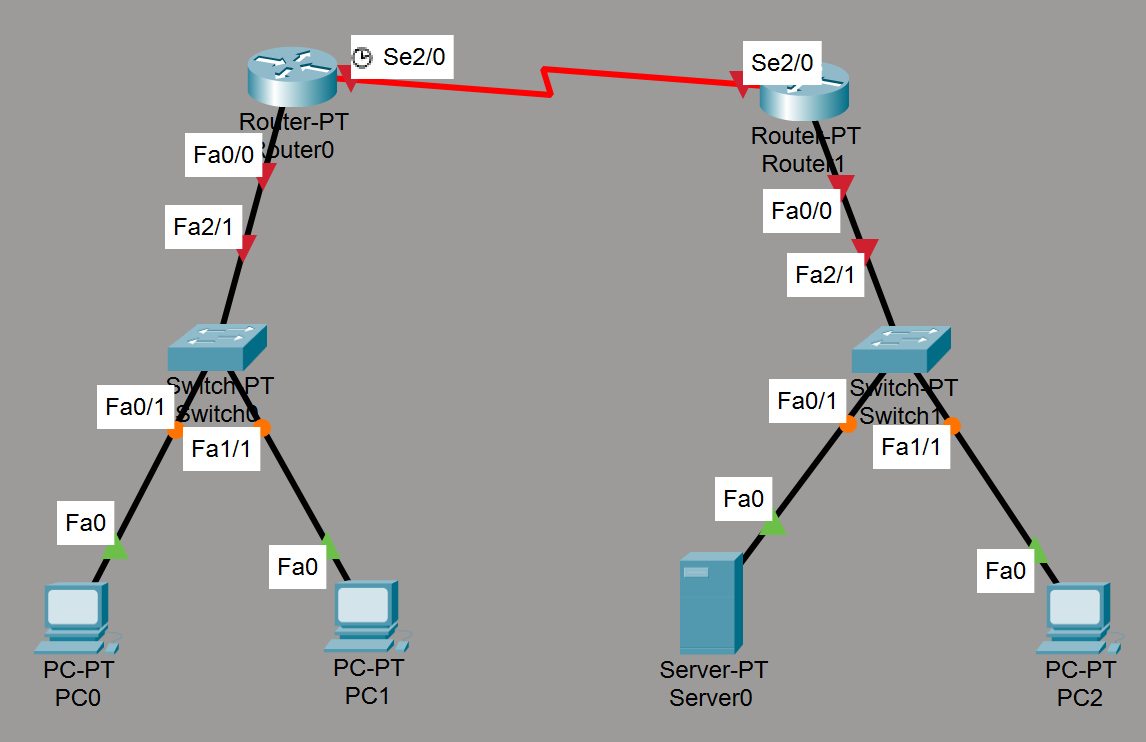 Se2/0
Se2/0
Router-PT
Router0
Router-PT
Router1
Fa0/0
Fa0/0
Fa2/1
Fa2/1
Switch-PT
Switch0
Switch-PT
Switch1
Fa0/1
Fa1/1
Fa0/1
Fa1/1
Fa0
Fa0
Fa0
Fa0
PC-PT
PC0
PC-PT
PC1
Server-PT
Server0
PC-PT
PC2